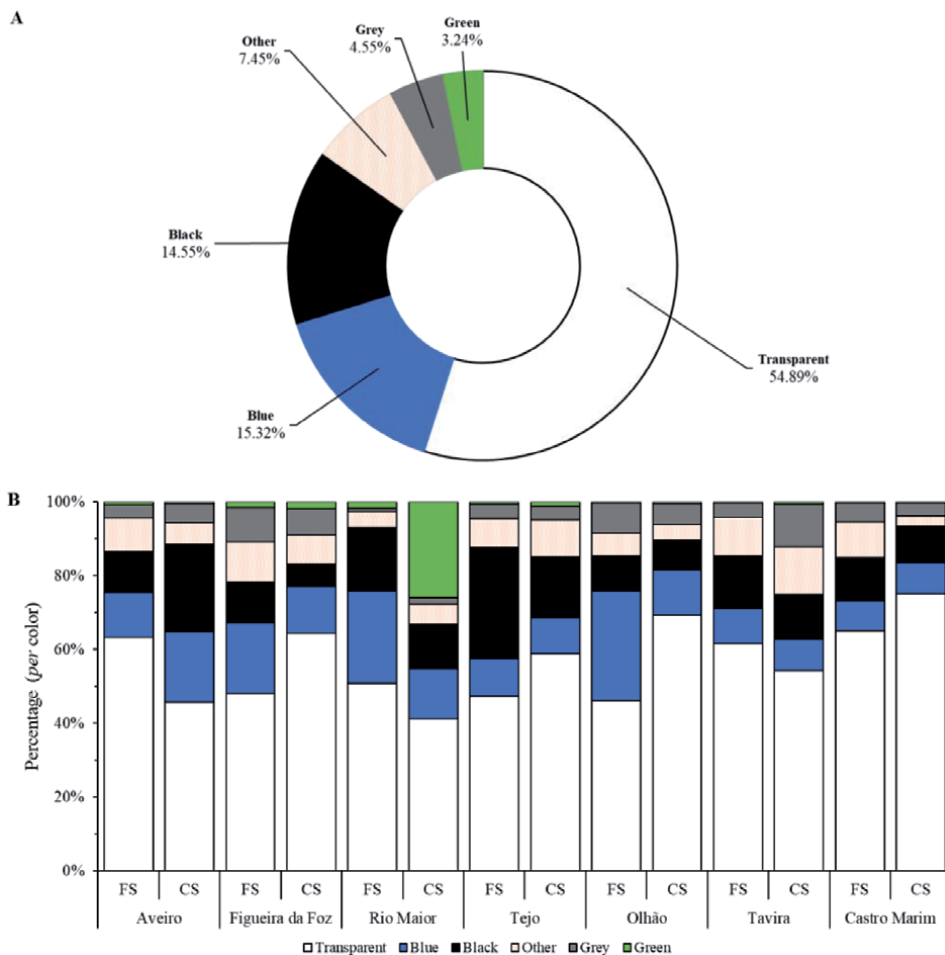 A
Green
3.24%
Grey
4.55%
Other
7.45%
Black
14.55%
Transparent
54.89%
Blue
15.32%
B
Percentage (per color)
100%
80%
60%
40%
20%
0%
FS CS FS CS FS CS FS CS FS CS FS CS FS CS
Aveiro Figueira da Foz Rio Maior Tejo Olhão Tavira Castro Marim
Transparent Blue Black Other Grey Green